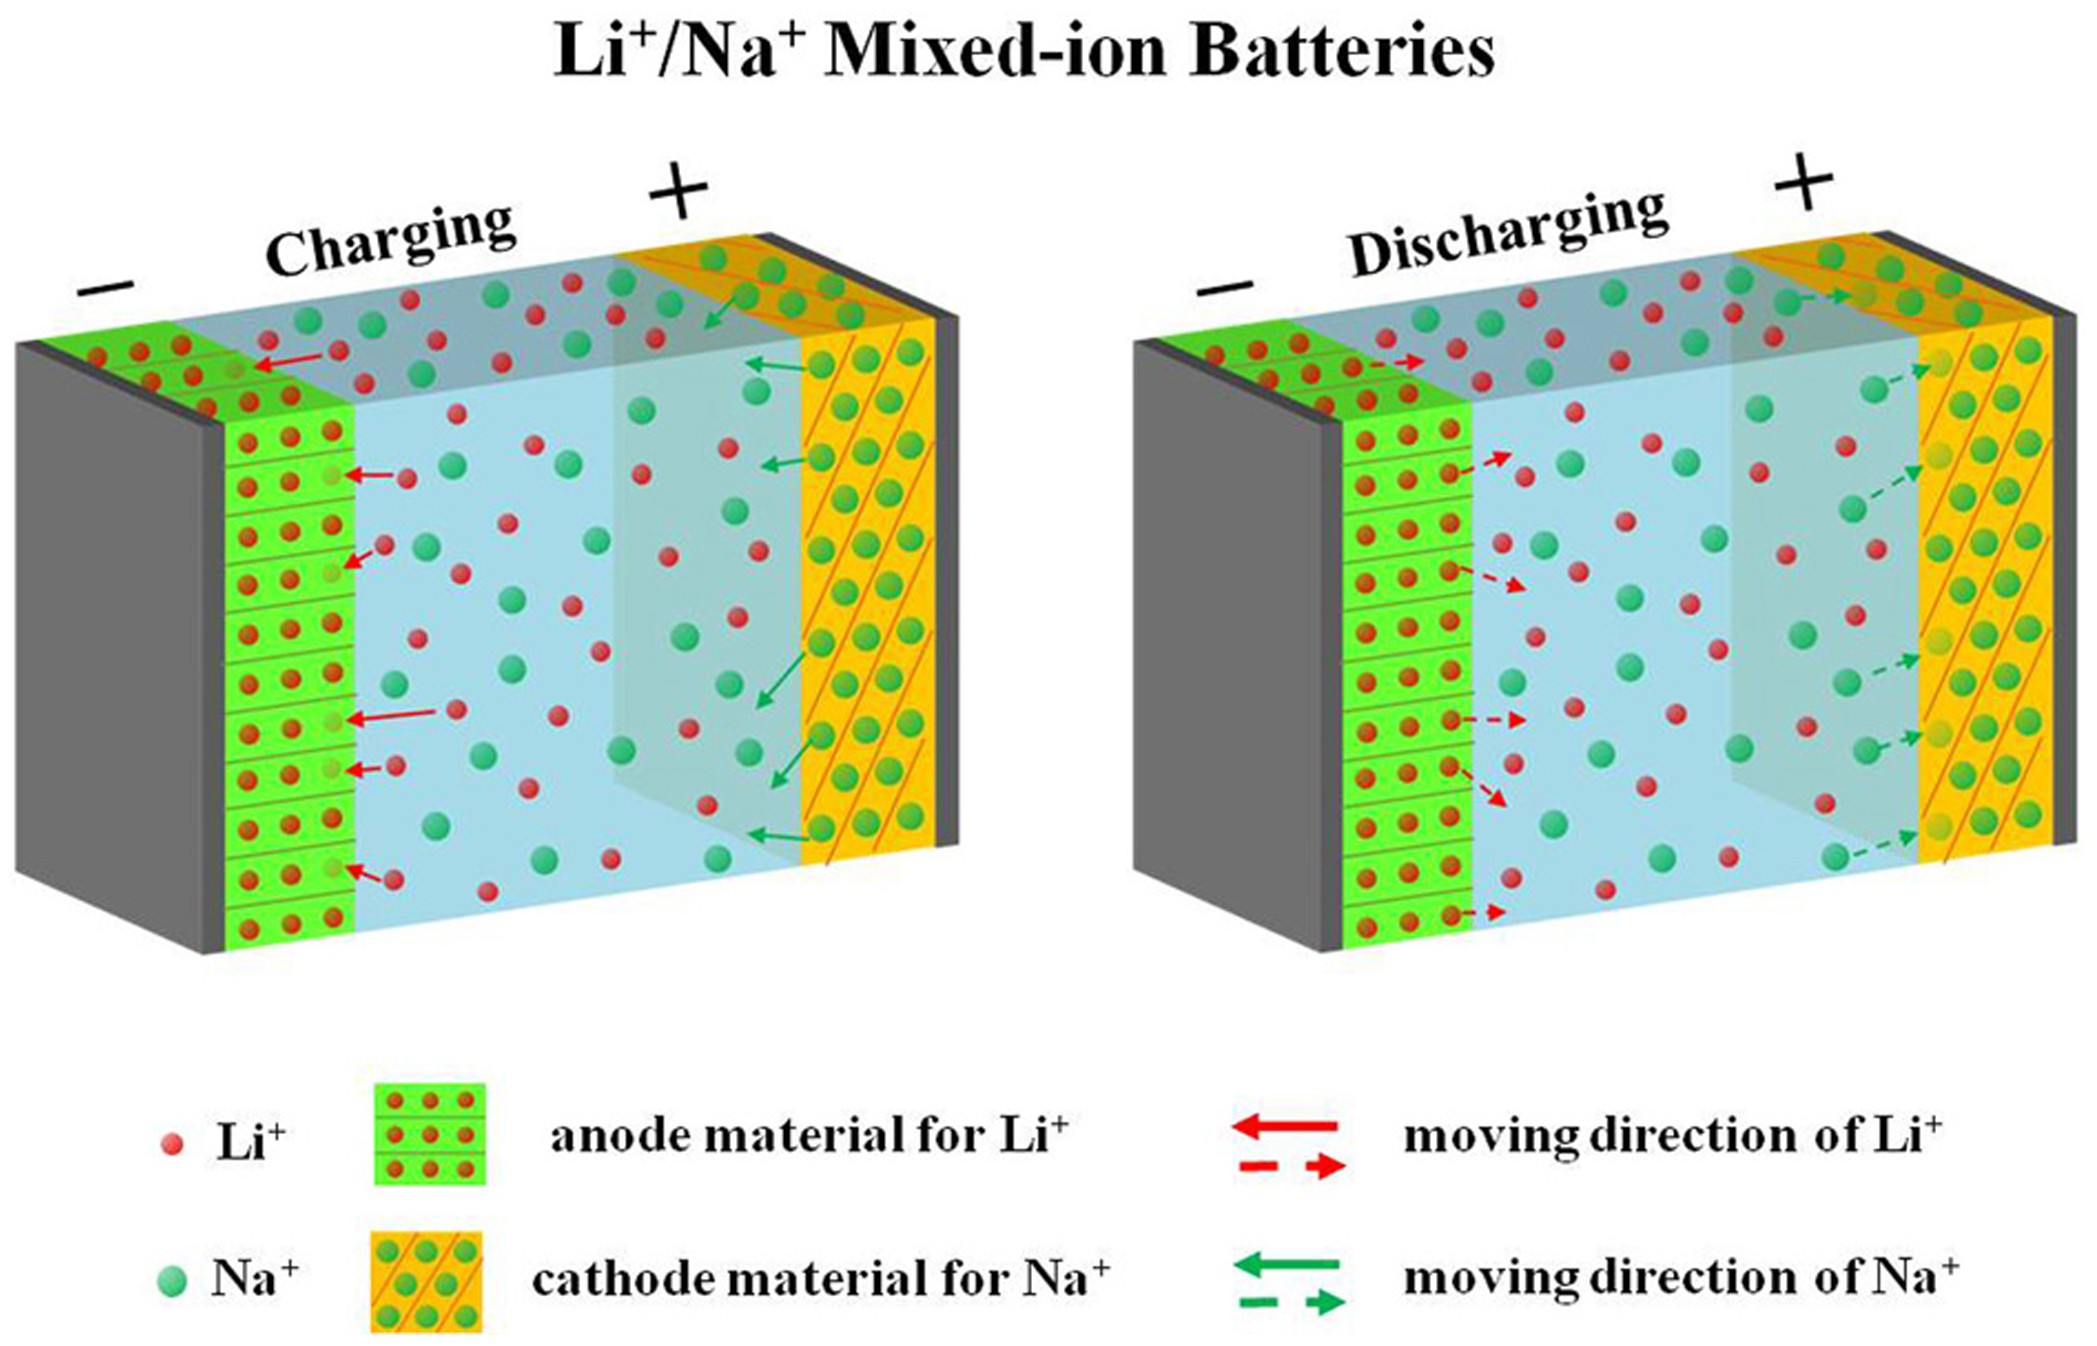 Li⁺/Na⁺ Mixed-ion Batteries
− Charging +
− Discharging +
Li⁺ anode material for Li⁺ moving direction of Li⁺
Na⁺ cathode material for Na⁺ moving direction of Na⁺